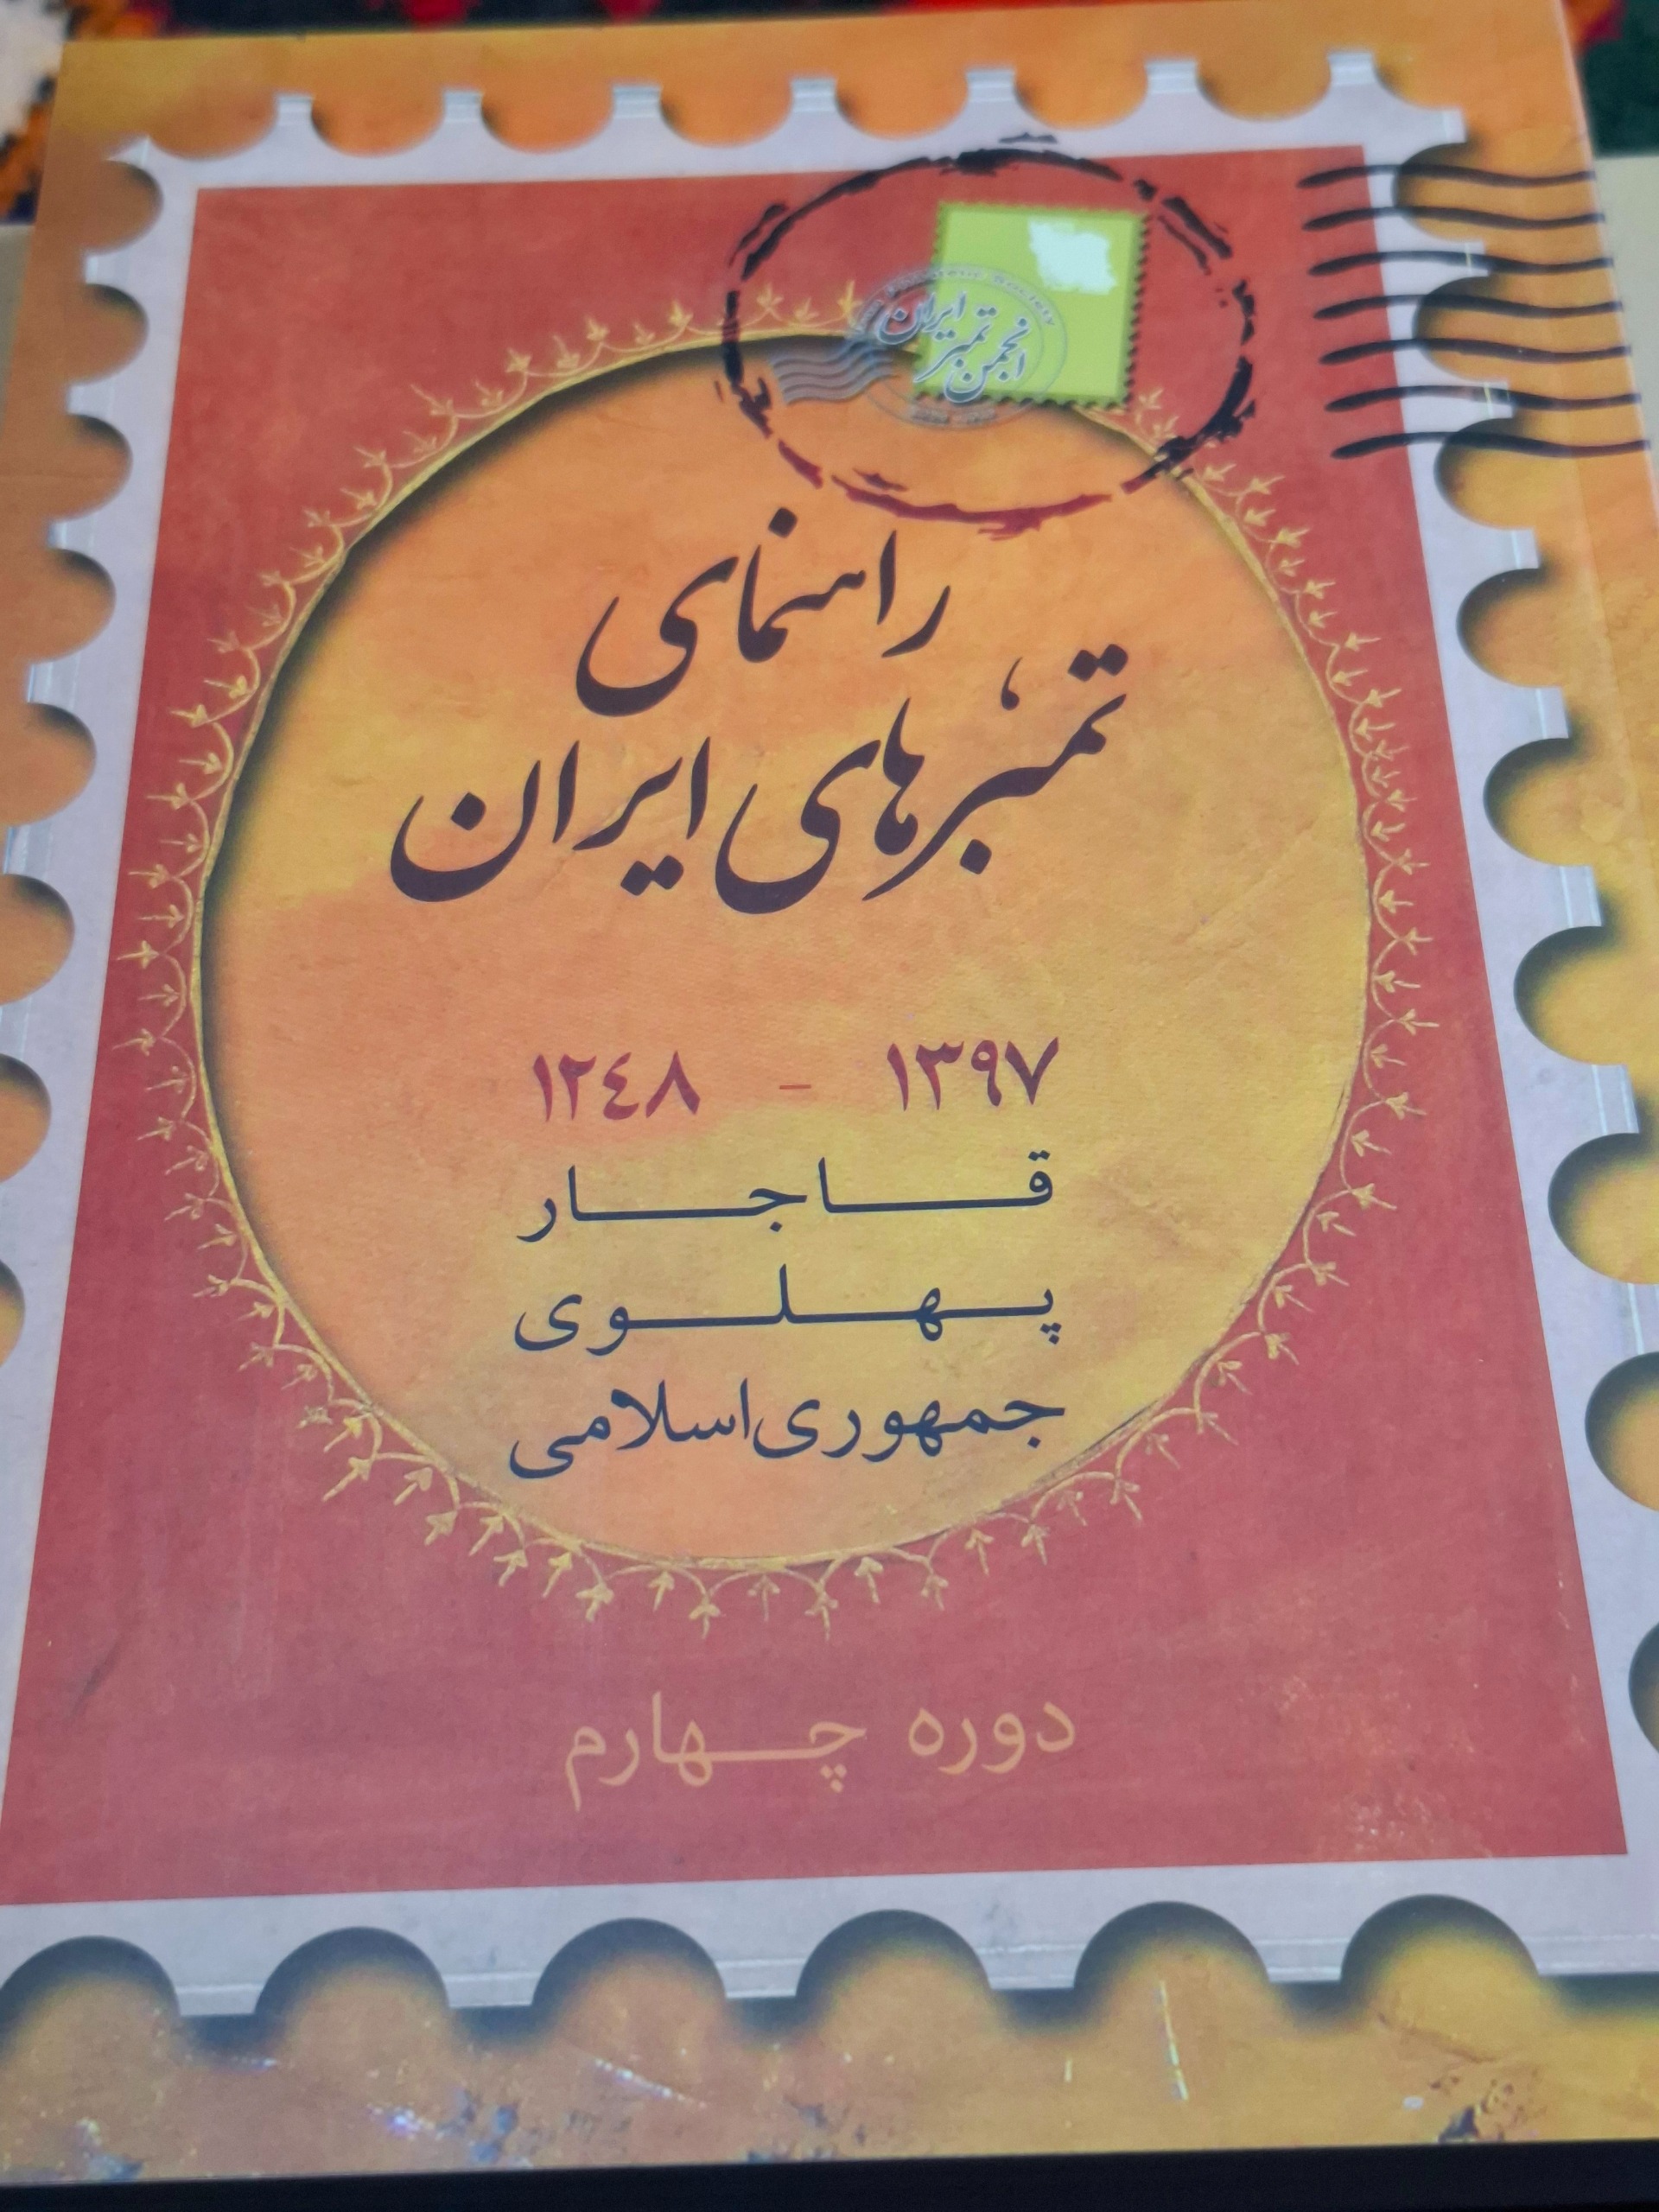 انجمن تمبر ایران
راهنمای
تمبرهای ایران
۱۲۴۸ - ۱۳۹۷
قاجار
پهلوی
جمهوری اسلامی
دوره چهارم